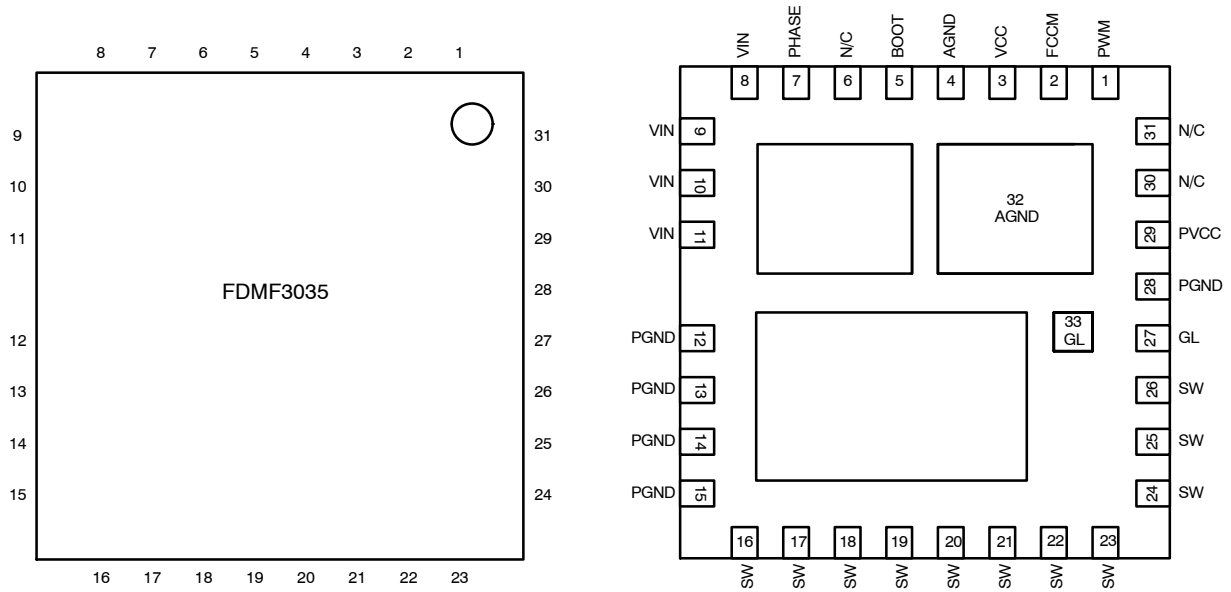 8 7 6 5 4 3 2 1
9
10
11
12
13
14
15
FDMF3035
31
30
29
28
27
26
25
24
16 17 18 19 20 21 22 23
VIN PHASE N/C BOOT AGND VCC FCCM PWM
8 7 6 5 4 3 2 1
VIN 9
VIN 10
VIN 11
PGND 12
PGND 13
PGND 14
PGND 15
32
AGND
33
GL
31 N/C
30 N/C
29 PVCC
28 PGND
27 GL
26 SW
25 SW
24 SW
16 17 18 19 20 21 22 23
SW SW SW SW SW SW SW SW